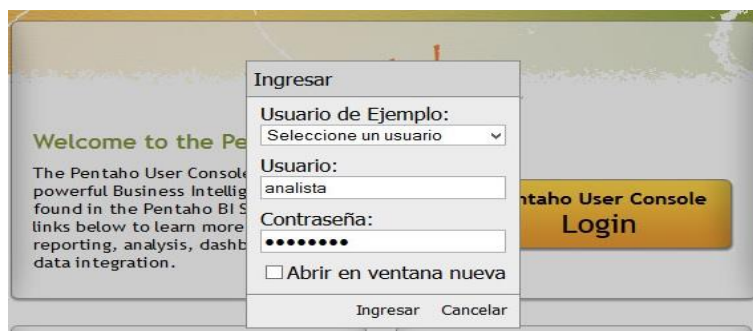 Ingresar
Usuario de Ejemplo:
Seleccione un usuario
Welcome to the Pe
Usuario:
The Pentaho User Console
analista
powerful Business Intellig
found in the Pentaho BI S
Contraseña:
ntaho User Console
links below to learn more
••••••••
Login
reporting, analysis, dashb
data integration.
Abrir en ventana nueva
Ingresar Cancelar